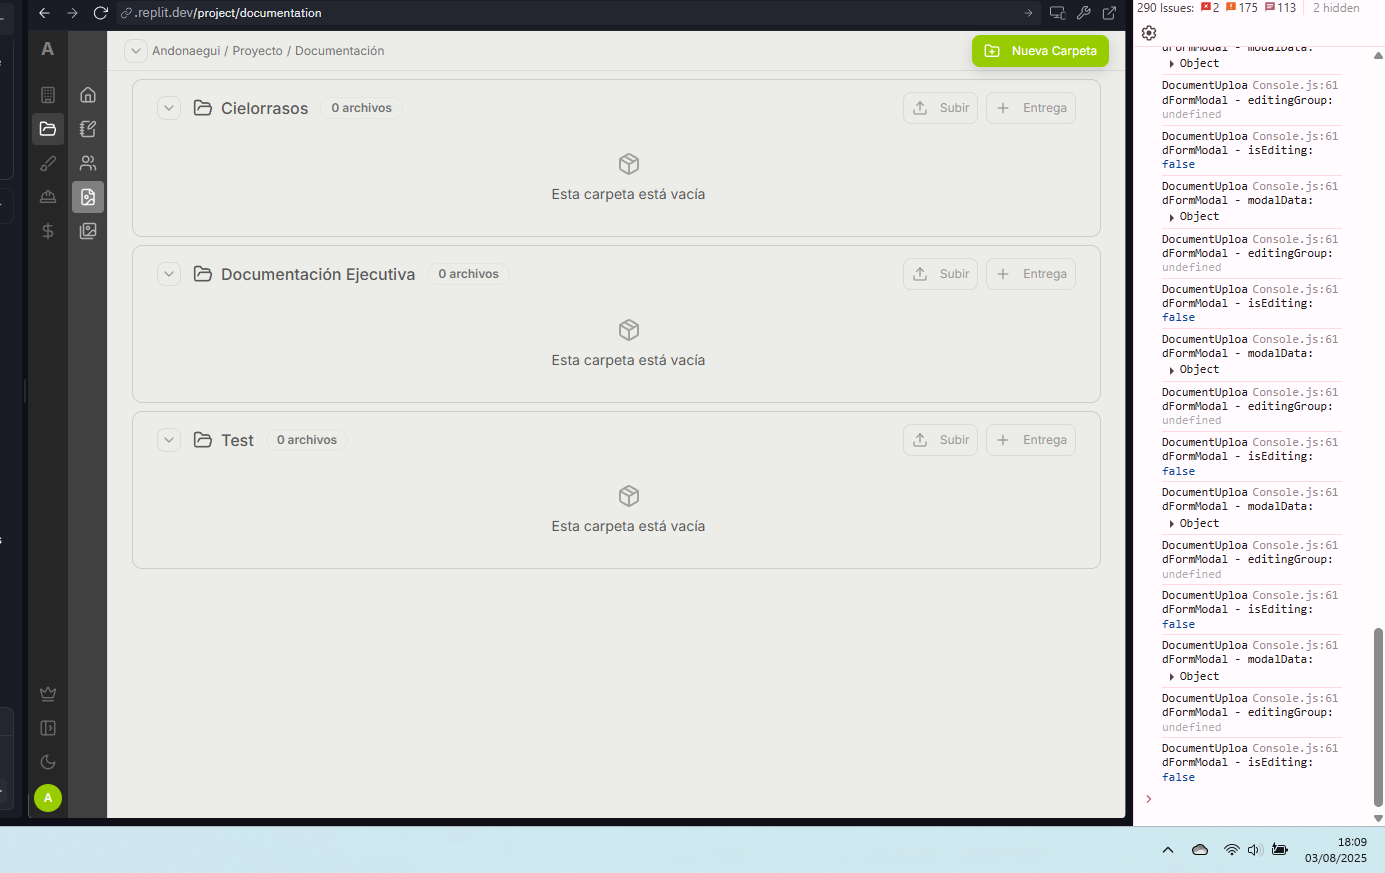 .replit.dev/project/documentation
290 Issues: 2 175 113 2 hidden
A
Andonaegui / Proyecto / Documentación
Nueva Carpeta
Cielorrasos
0 archivos
Subir
Entrega
Esta carpeta está vacía
Documentación Ejecutiva
0 archivos
Subir
Entrega
Esta carpeta está vacía
Test
0 archivos
Subir
Entrega
Esta carpeta está vacía
A
dFormModal - modalData:
Object
DocumentUploa Console.js:61
dFormModal - editingGroup:
undefined
DocumentUploa Console.js:61
dFormModal - isEditing:
false
DocumentUploa Console.js:61
dFormModal - modalData:
Object
DocumentUploa Console.js:61
dFormModal - editingGroup:
undefined
DocumentUploa Console.js:61
dFormModal - isEditing:
false
DocumentUploa Console.js:61
dFormModal - modalData:
Object
DocumentUploa Console.js:61
dFormModal - editingGroup:
undefined
DocumentUploa Console.js:61
dFormModal - isEditing:
false
DocumentUploa Console.js:61
dFormModal - modalData:
Object
DocumentUploa Console.js:61
dFormModal - editingGroup:
undefined
DocumentUploa Console.js:61
dFormModal - isEditing:
false
DocumentUploa Console.js:61
dFormModal - modalData:
Object
DocumentUploa Console.js:61
dFormModal - editingGroup:
undefined
DocumentUploa Console.js:61
dFormModal - isEditing:
false
18:09
03/08/2025